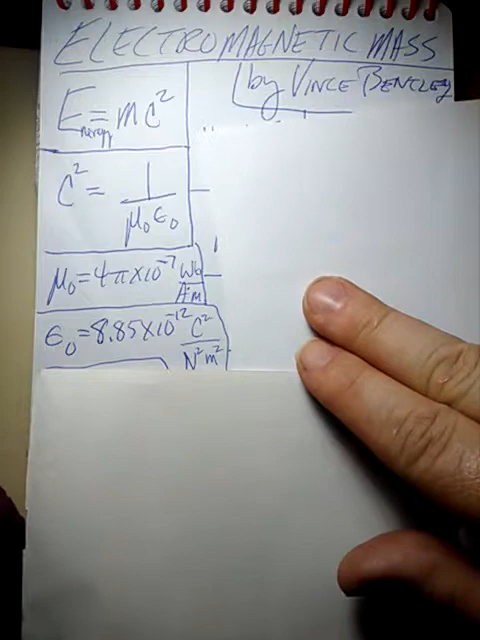 ELECTROMAGNETIC MASS
by VINCE BENTLEY
Energy = mc²
c² = 1/μ₀ε₀
μ₀ = 4π×10⁻⁷ Wb/Am
ε₀ = 8.85×10⁻¹² C²/N²m²